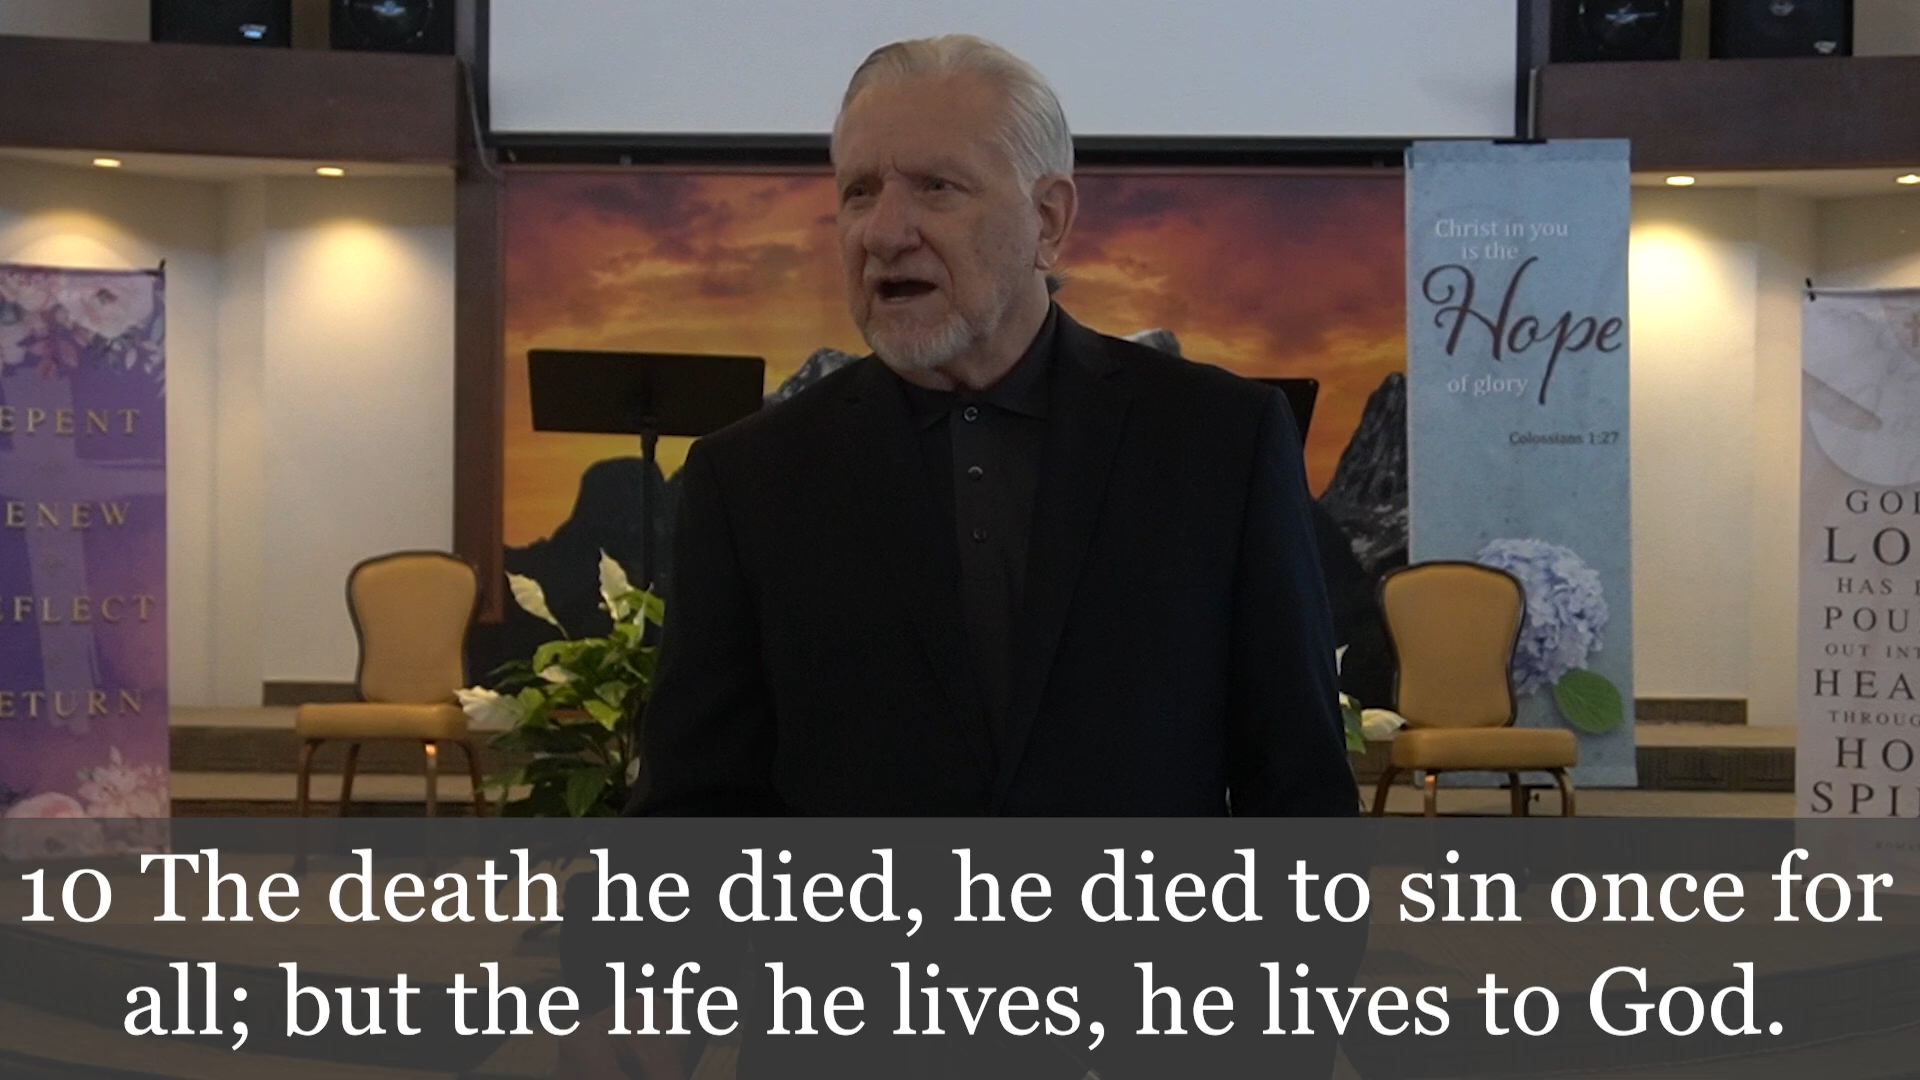 EPENT
ENEW
EFLECT
ETURN
Christ in you
is the
Hope
of glory
Colossians 1:27
GOD
LO
HAS
POU
OUT INT
HEA
THROUG
HO
SPI
10 The death he died, he died to sin once for
all; but the life he lives, he lives to God.